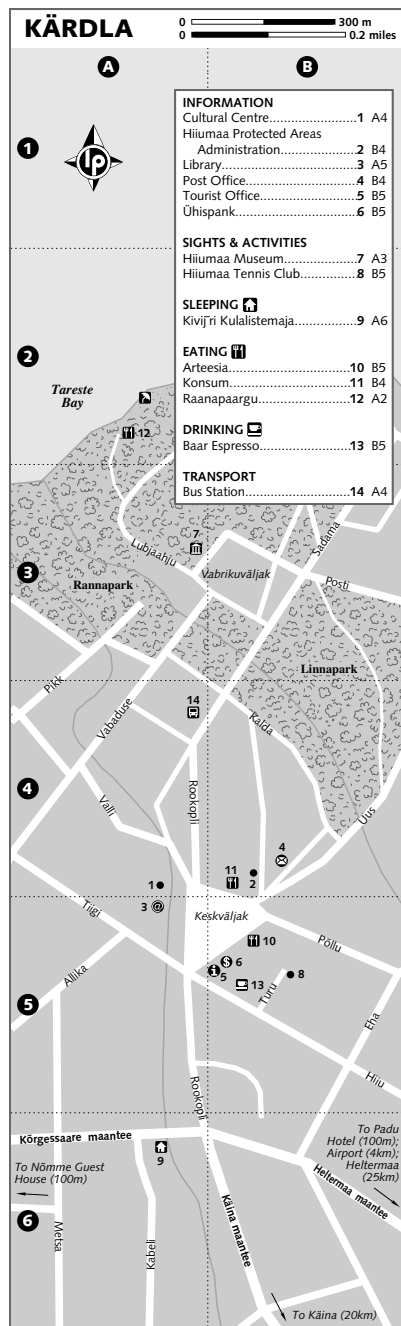 KÄRDLA
0 300 m
0 0.2 miles
A B
1
lp
INFORMATION
Cultural Centre....................1 A4
Hiiumaa Protected Areas
Administration................2 B4
Library................................3 A5
Post Office..........................4 B4
Tourist Office......................5 B5
Ühispank............................6 B5
SIGHTS & ACTIVITIES
Hiiumaa Museum................7 A3
Hiiumaa Tennis Club...........8 B5
SLEEPING
Kivijri Kulalistemaja............9 A6
EATING
Arteesia............................10 B5
Konsum............................11 B4
Raanapaargu....................12 A2
DRINKING
Baar Espresso...................13 B5
TRANSPORT
Bus Station.......................14 A4
2
Tareste
Bay
12
7
Lubjaahju
Sadama
3
Vabrikuväljak
Posti
Rannapark
Linnapark
Pikk
Vabaduse
14
Kalda
4
Valli
Rookopli
Uus
4
11
2
1
3 @
Tiigi
Keskväljak
10
Põllu
$ 6
i 5
13
8
Allika
Turu
Eha
5
Hiiu
Rookopli
Kõrgessaare maantee
To Padu
Hotel (100m);
Airport (4km);
Heltermaa
(25km)
9
To Nõmme Guest
House (100m)
Heltermaa maantee
6
Metsa
Kabeli
Käina maantee
To Käina (20km)